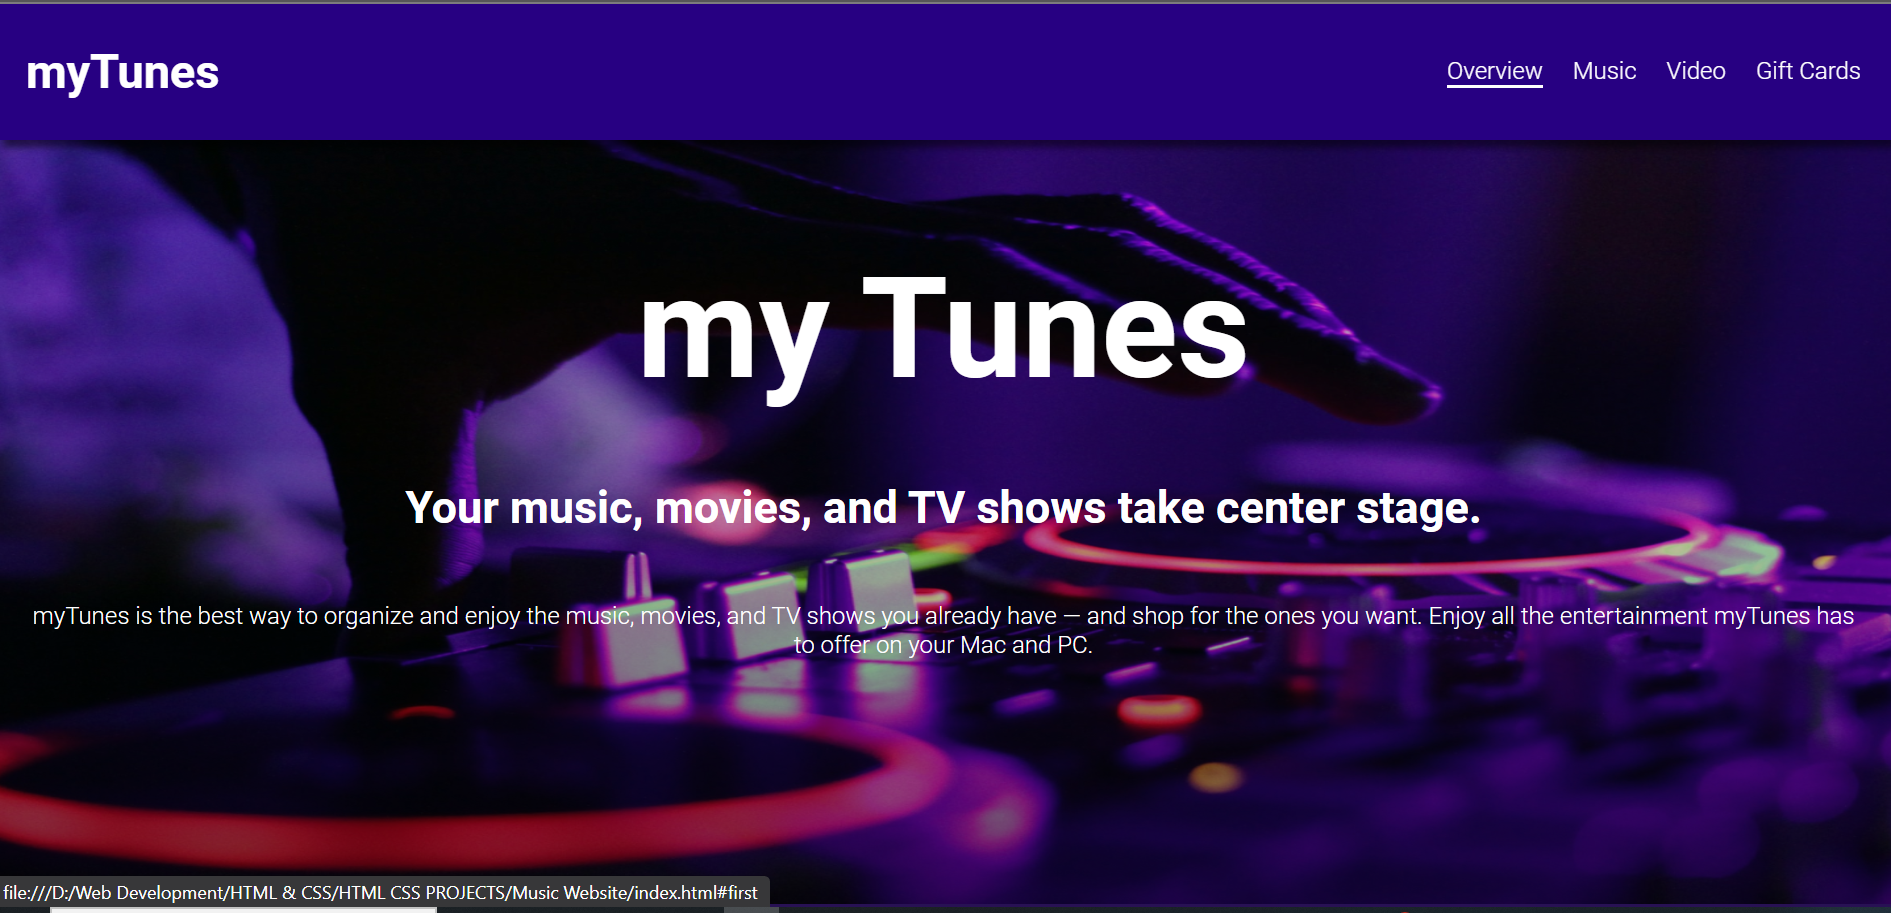 myTunes
Overview Music Video Gift Cards
my Tunes
Your music, movies, and TV shows take center stage.
myTunes is the best way to organize and enjoy the music, movies, and TV shows you already have — and shop for the ones you want. Enjoy all the entertainment myTunes has
to offer on your Mac and PC.
file:///D:/Web Development/HTML & CSS/HTML CSS PROJECTS/Music Website/index.html#first